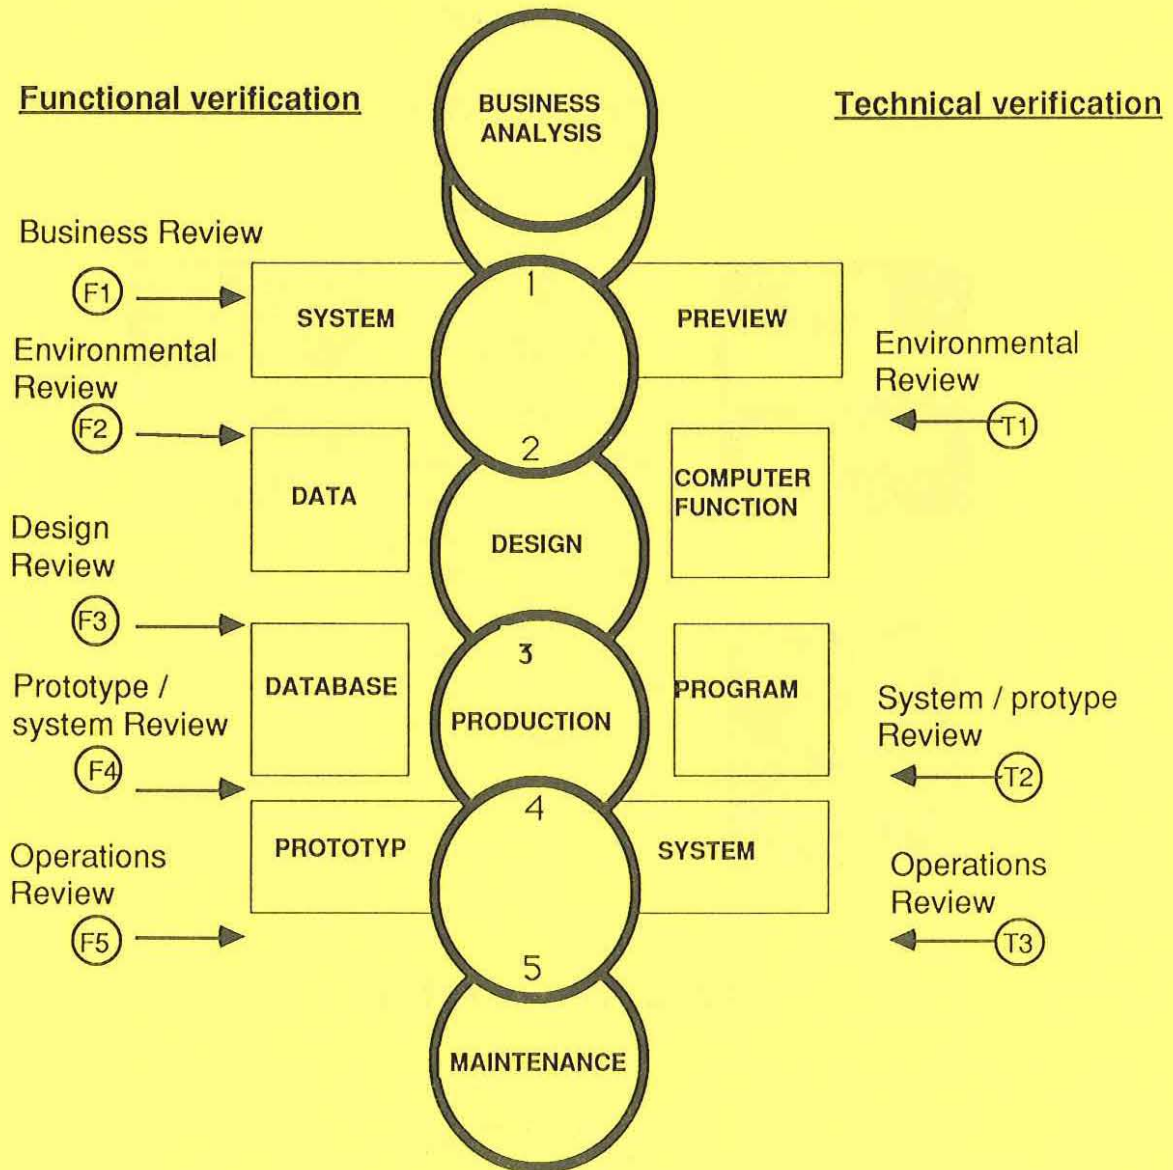 Functional verification
BUSINESS
ANALYSIS
Technical verification
Business Review
F1
1
SYSTEM
PREVIEW
Environmental
Review
F2
Environmental
Review
T1
2
DATA
COMPUTER
FUNCTION
DESIGN
Design
Review
F3
3
DATABASE
PRODUCTION
PROGRAM
Prototype /
system Review
F4
System / protype
Review
T2
4
PROTOTYP
SYSTEM
Operations
Review
F5
Operations
Review
T3
5
MAINTENANCE